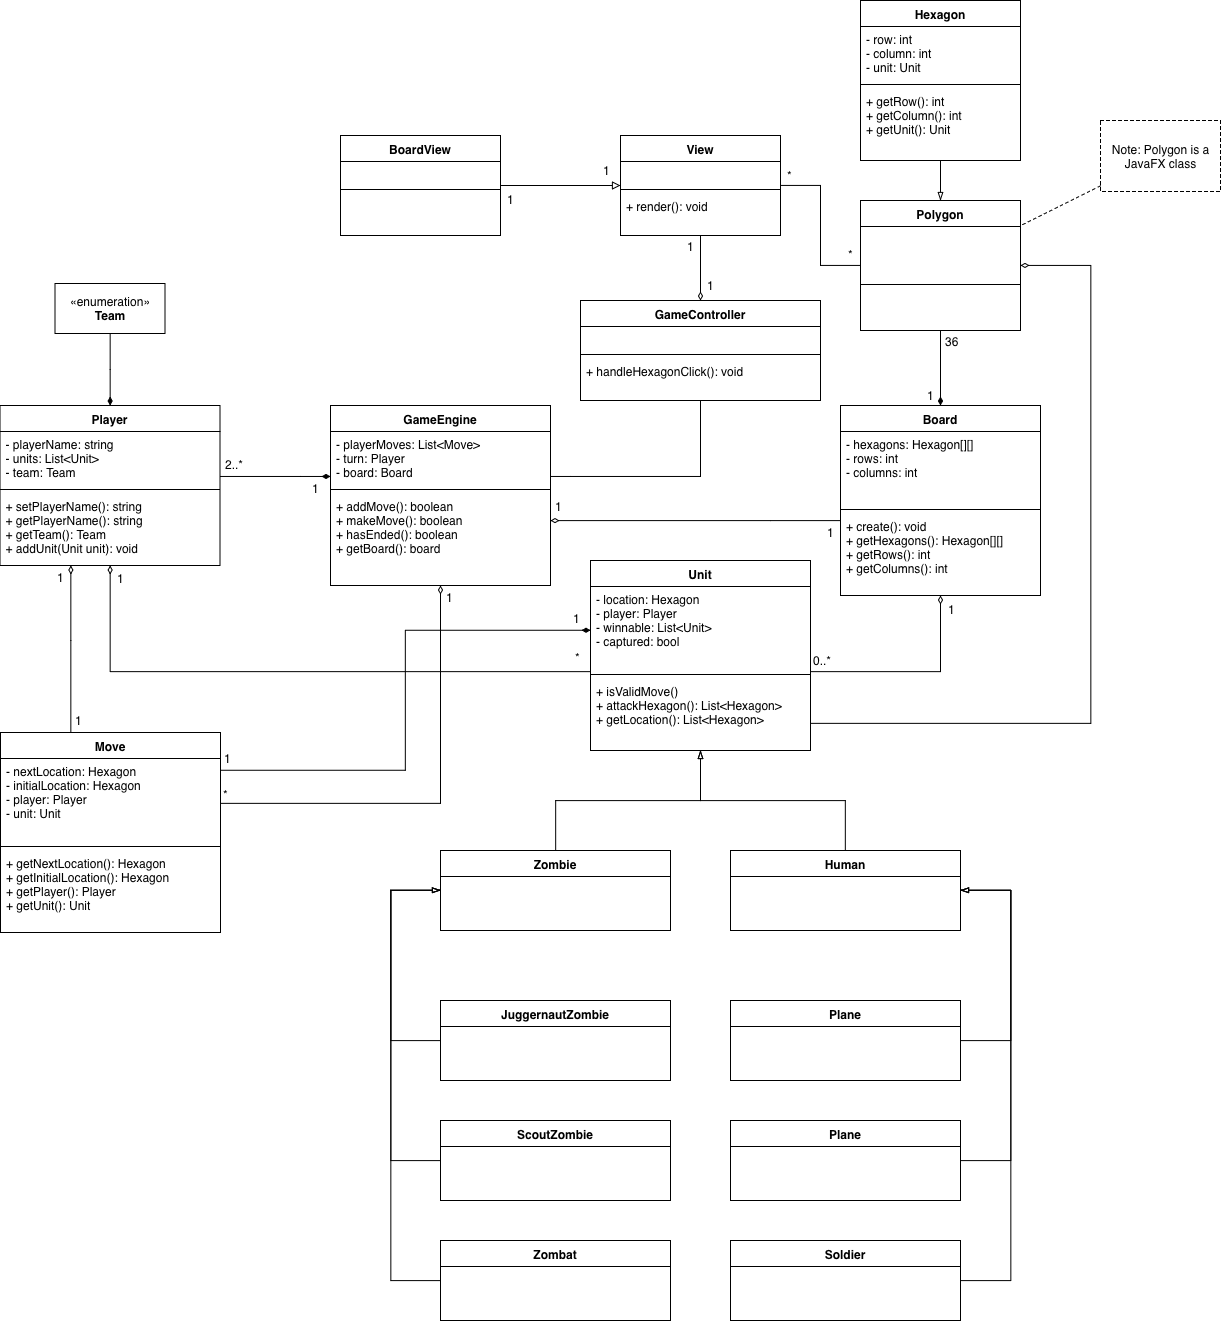 Hexagon
- row: int
- column: int
- unit: Unit
+ getRow(): int
+ getColumn(): int
+ getUnit(): Unit
Note: Polygon is a
JavaFX class
BoardView
1
1
View
+ render(): void
*
*
Polygon
1
1
GameController
+ handleHexagonClick(): void
36
1
«enumeration»
Team
Player
- playerName: string
- units: List<Unit>
- team: Team
+ setPlayerName(): string
+ getPlayerName(): string
+ getTeam(): Team
+ addUnit(Unit unit): void
2..*
1
GameEngine
- playerMoves: List<Move>
- turn: Player
- board: Board
+ addMove(): boolean
+ makeMove(): boolean
+ hasEnded(): boolean
+ getBoard(): board
1
1
Board
- hexagons: Hexagon[][]
- rows: int
- columns: int
+ create(): void
+ getHexagons(): Hexagon[][]
+ getRows(): int
+ getColumns(): int
1
1
1
1
*
Unit
- location: Hexagon
- player: Player
- winnable: List<Unit>
- captured: bool
+ isValidMove()
+ attackHexagon(): List<Hexagon>
+ getLocation(): List<Hexagon>
0..*
1
1
Move
- nextLocation: Hexagon
- initialLocation: Hexagon
- player: Player
- unit: Unit
+ getNextLocation(): Hexagon
+ getInitialLocation(): Hexagon
+ getPlayer(): Player
+ getUnit(): Unit
1
*
Zombie
Human
JuggernautZombie
Plane
ScoutZombie
Plane
Zombat
Soldier